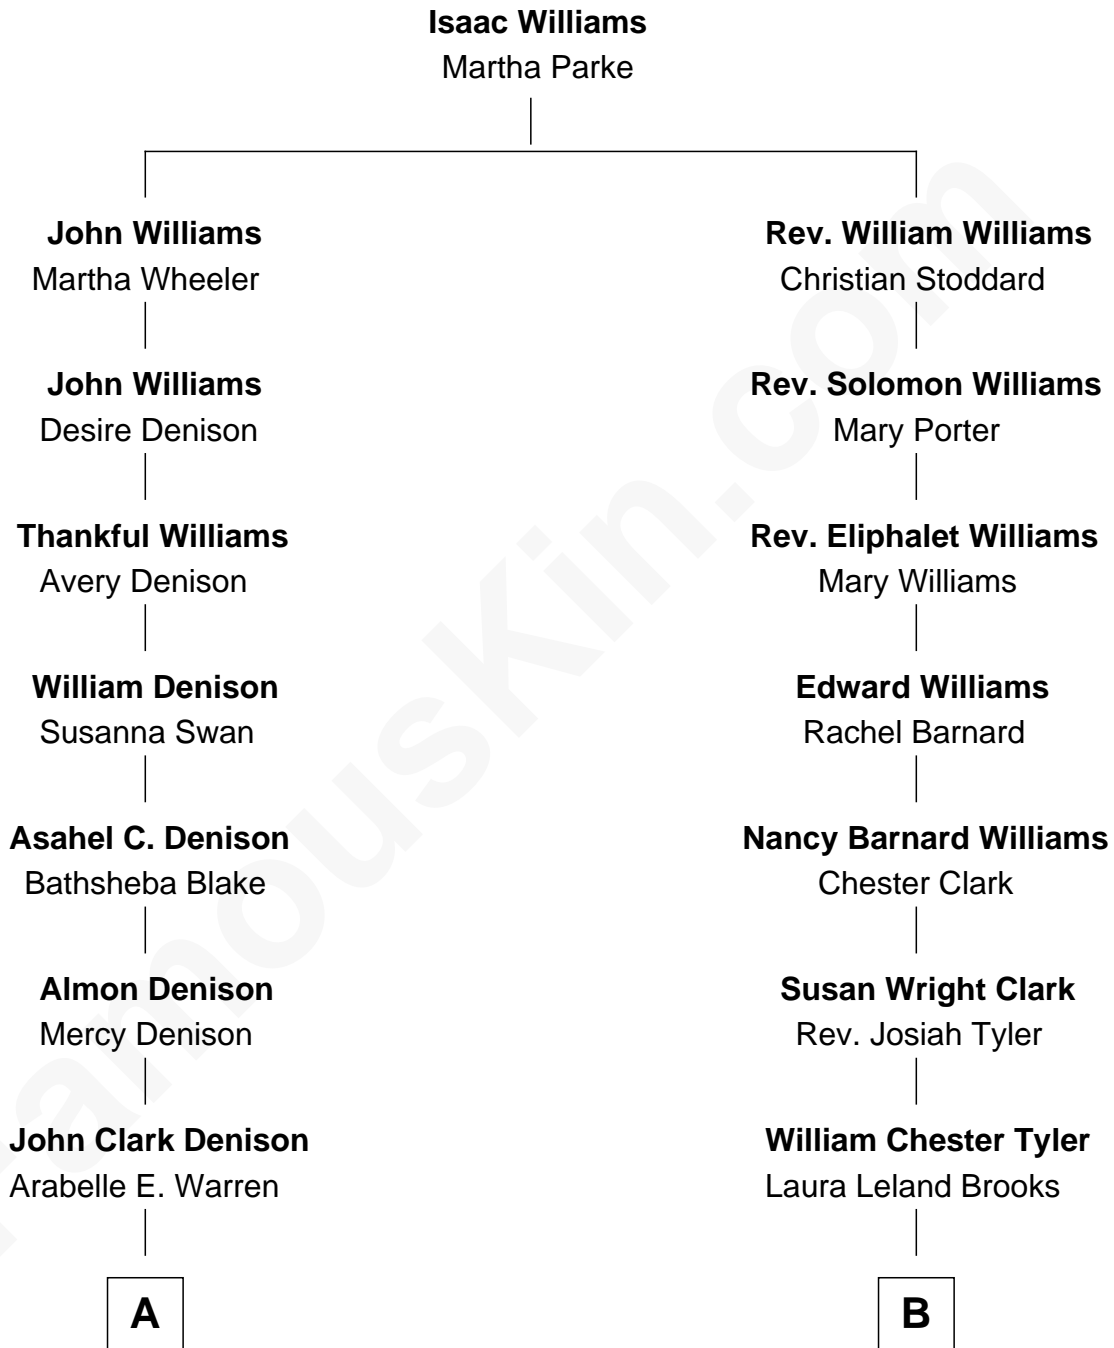 Isaac Williams
Martha Parke
John Williams
Martha Wheeler
John Williams
Desire Denison
Thankful Williams
Avery Denison
William Denison
Susanna Swan
Asahel C. Denison
Bathsheba Blake
Almon Denison
Mercy Denison
John Clark Denison
Arabelle E. Warren
A
Rev. William Williams
Christian Stoddard
Rev. Solomon Williams
Mary Porter
Rev. Eliphalet Williams
Mary Williams
Edward Williams
Rachel Barnard
Nancy Barnard Williams
Chester Clark
Susan Wright Clark
Rev. Josiah Tyler
William Chester Tyler
Laura Leland Brooks
B
FamousKin.com